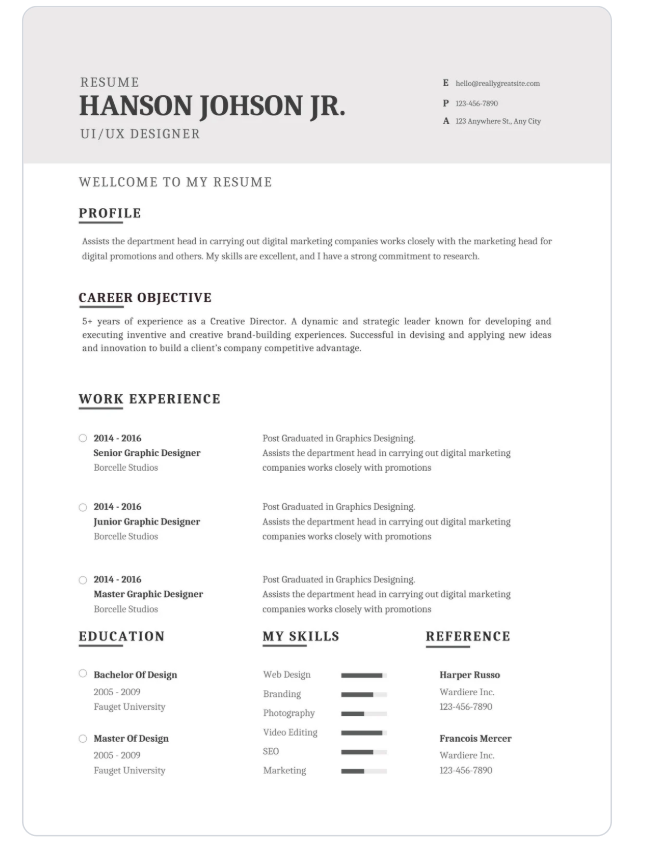 RESUME
HANSON JOHSON JR.
UI/UX DESIGNER
E hello@reallygreatsite.com
P 123-456-7890
A 123 Anywhere St., Any City
WELLCOME TO MY RESUME
PROFILE
Assists the department head in carrying out digital marketing companies works closely with the marketing head for
digital promotions and others. My skills are excellent, and I have a strong commitment to research.
CAREER OBJECTIVE
5+ years of experience as a Creative Director. A dynamic and strategic leader known for developing and
executing inventive and creative brand-building experiences. Successful in devising and applying new ideas
and innovation to build a client's company competitive advantage.
WORK EXPERIENCE
2014 - 2016
Senior Graphic Designer
Borcelle Studios
Post Graduated in Graphics Designing.
Assists the department head in carrying out digital marketing
companies works closely with promotions
2014 - 2016
Junior Graphic Designer
Borcelle Studios
Post Graduated in Graphics Designing.
Assists the department head in carrying out digital marketing
companies works closely with promotions
2014 - 2016
Master Graphic Designer
Borcelle Studios
Post Graduated in Graphics Designing.
Assists the department head in carrying out digital marketing
companies works closely with promotions
EDUCATION
Bachelor Of Design
2005 - 2009
Fauget University
Master Of Design
2005 - 2009
Fauget University
MY SKILLS
Web Design
Branding
Photography
Video Editing
SEO
Marketing
REFERENCE
Harper Russo
Wardiere Inc.
123-456-7890
Francois Mercer
Wardiere Inc.
123-456-7890